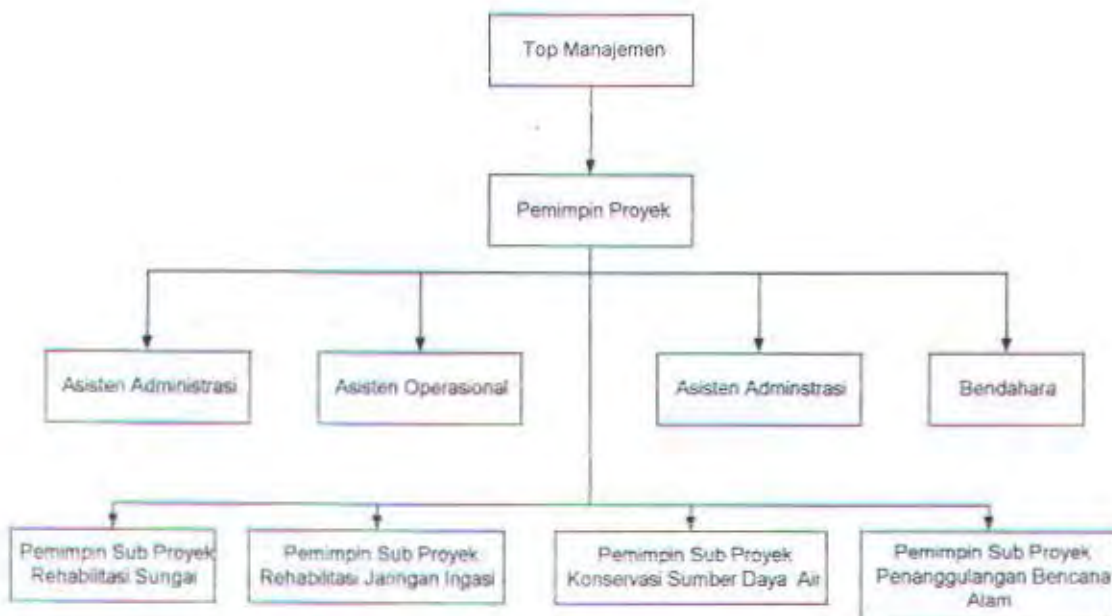 Top Manajemen
Pemimpin Proyek
Asisten Administrasi
Asisten Operasional
Asisten Adminstrasi
Bendahara
Pemimpin Sub Proyek
Rehabilitasi Sungai
Pemimpin Sub Proyek
Rehabilitasi Jaringan Ingasi
Pemimpin Sub Proyek
Konservasi Sumber Daya Air
Pemimpin Sub Proyek
Penanggulangan Bencana
Alam